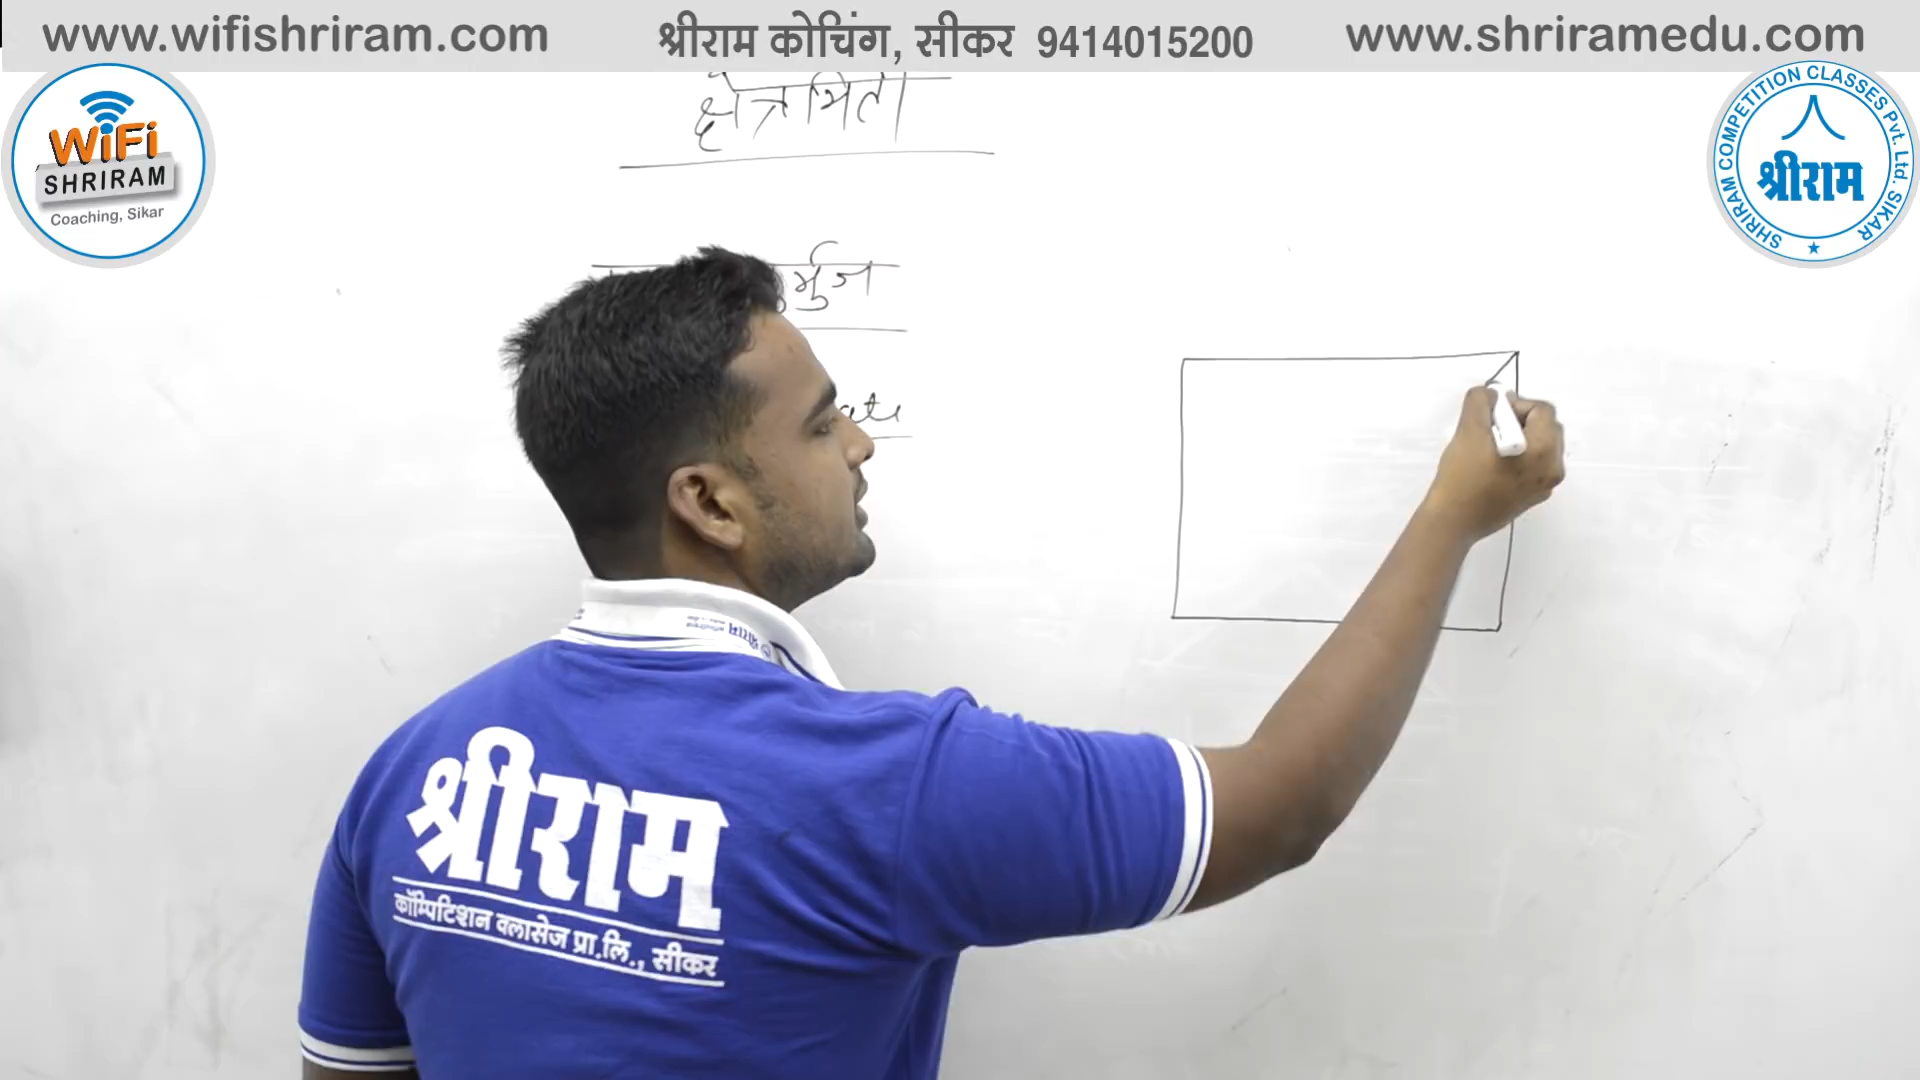 www.wifishriram.com
श्रीराम कोचिंग, सीकर 9414015200
www.shriramedu.com
WiFi
SHRIRAM
Coaching, Sikar
SHRIRAM COMPETITION CLASSES Pvt. Ltd. SIKAR
श्रीराम
क्षेत्रमिती
र्भुज
श्रीराम
कॉम्पिटिशन क्लासेज प्रा.लि., सीकर